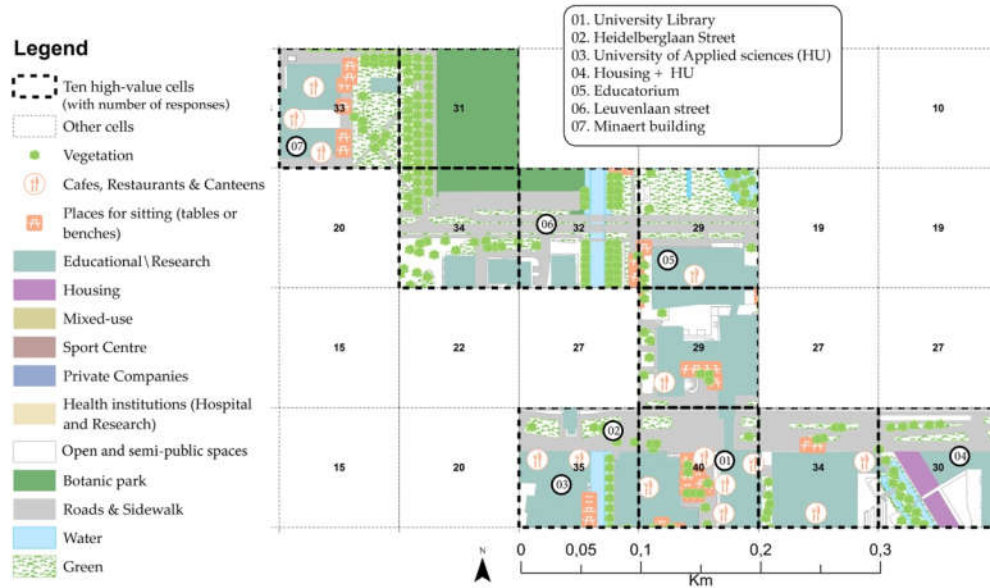 01. University Library
02. Heidelberglaan Street
03. University of Applied sciences (HU)
04. Housing + HU
05. Educatorium
06. Leuvenlaan street
07. Minaert building
Legend
Ten high-value cells
(with number of responses)
Other cells
Vegetation
Cafes, Restaurants & Canteens
Places for sitting (tables or
benches)
Educational\Research
Housing
Mixed-use
Sport Centre
Private Companies
Health institutions (Hospital
and Research)
Open and semi-public spaces
Botanic park
Roads & Sidewalk
Water
Green
33 31 10
07
20 34 06 32 29 19 19
05
15 22 27 29 27 27
02
15 20 35 40 01 34 30 04
03
N
0 0,05 0,1 0,2 0,3
Km